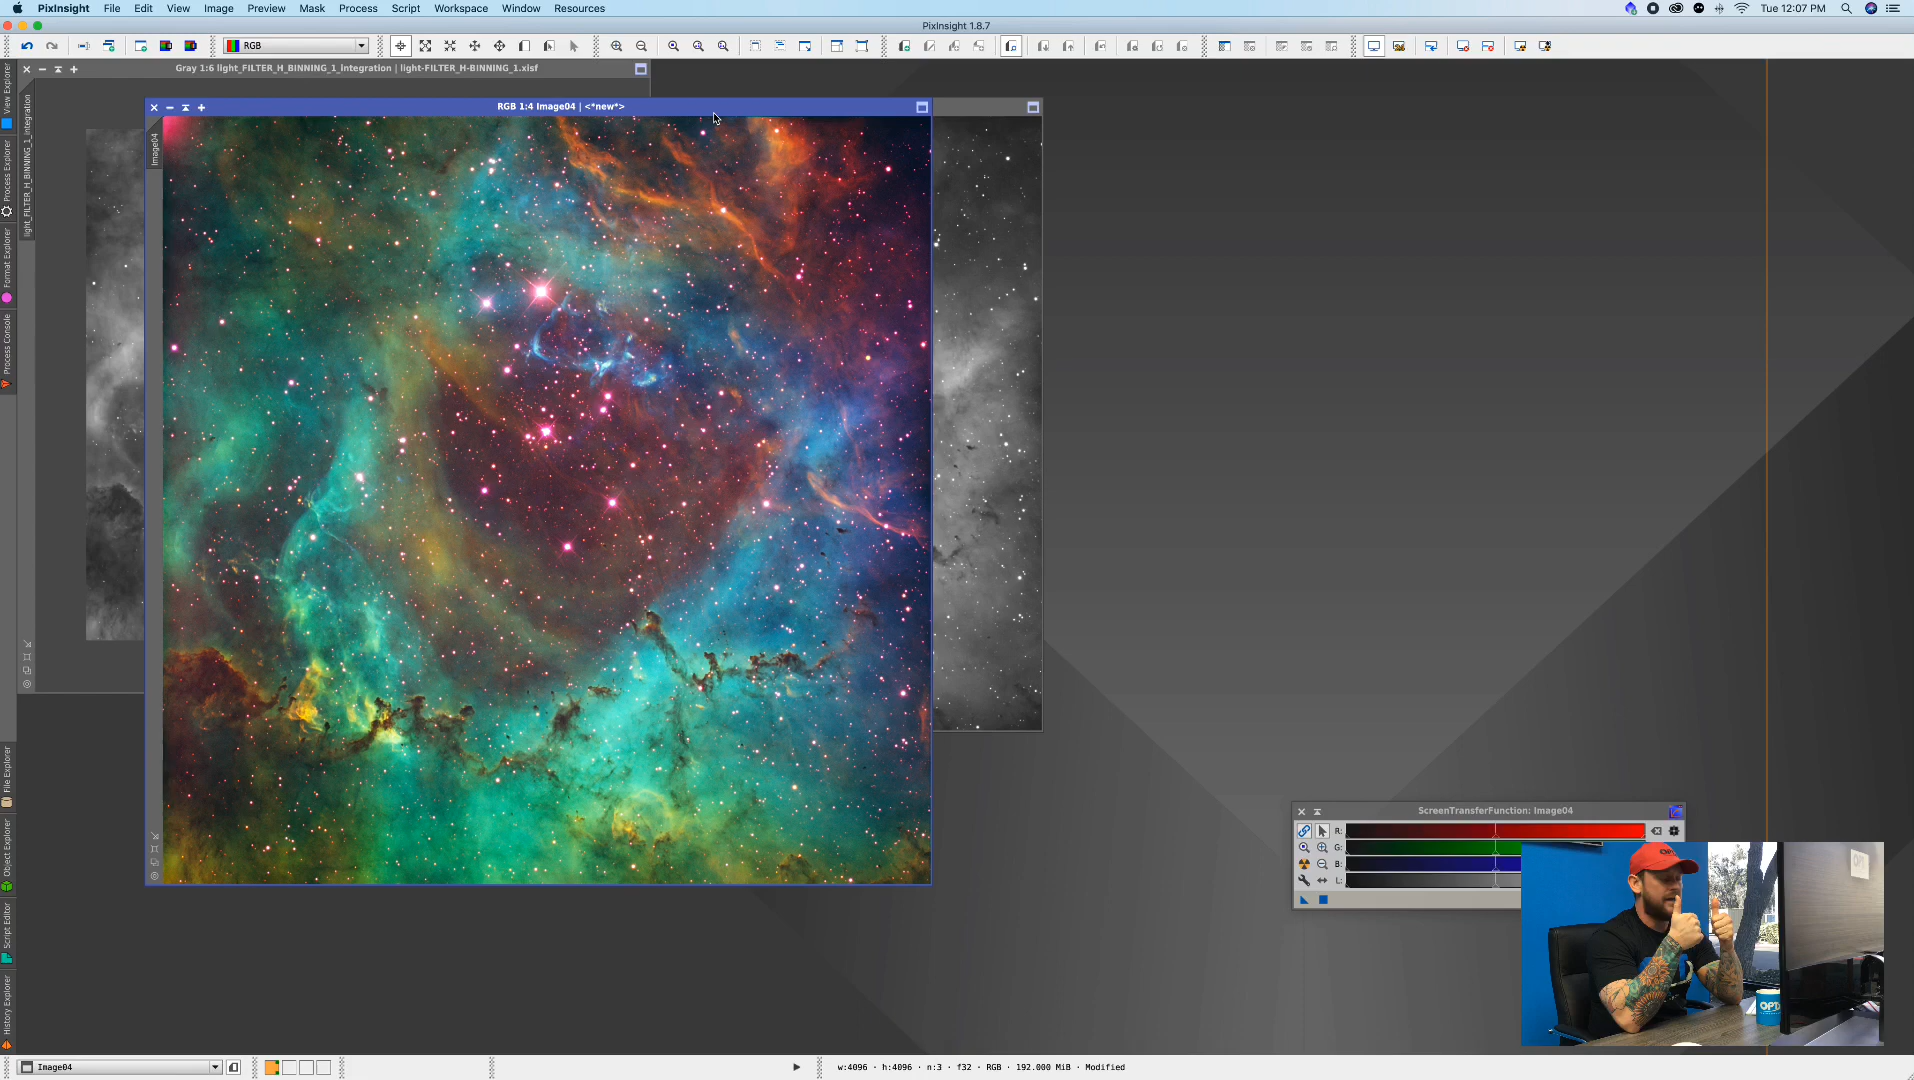 PixInsight File Edit View Image Preview Mask Process Script Workspace Window Resources
Tue 12:07 PM
PixInsight 1.8.7
RGB
Gray 1:6 light_FILTER_H_BINNING_1_integration | light-FILTER_H-BINNING_1.xisf
RGB 1:4 Image04 | <*new*>
Image04
light_FILTER_H_BINNING_1_integration
View Explorer
Process Explorer
Format Explorer
Process Console
File Explorer
Object Explorer
Script Editor
History Explorer
ScreenTransferFunction: Image04
R:
G:
B:
L:
OPT
Image04
w:4096 · h:4096 · n:3 · f32 · RGB · 192.000 MiB · Modified